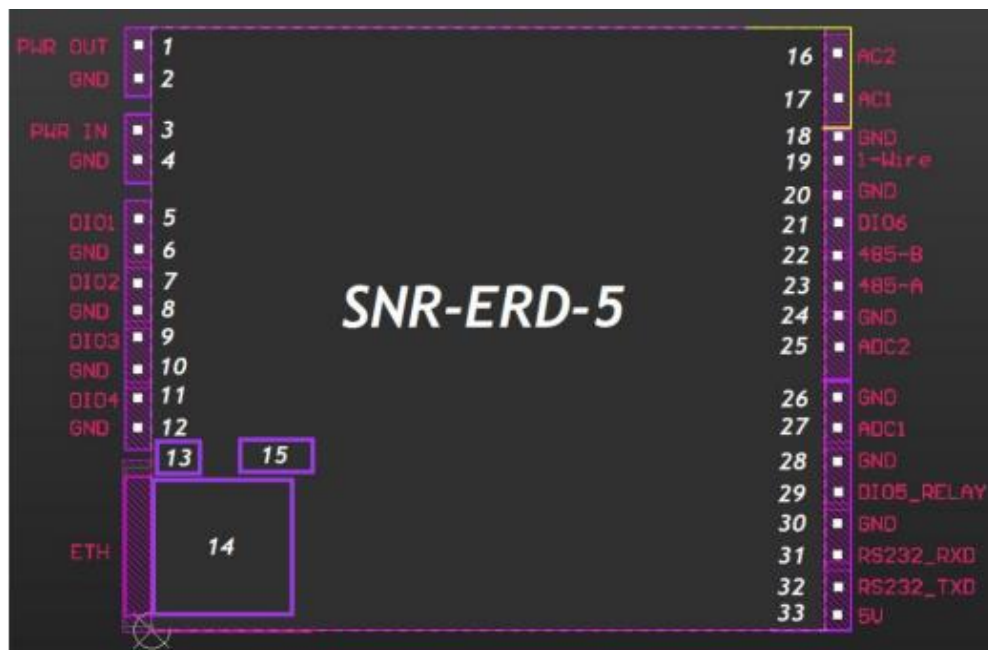 PWR OUT 1
GND 2
PWR IN 3
GND 4
DIO1 5
GND 6
DIO2 7
GND 8
DIO3 9
GND 10
DIO4 11
GND 12
13 15
ETH 14
SNR-ERD-5
16 AC2
17 AC1
18 GND
19 1-Wire
20 GND
21 DIO6
22 485-B
23 485-A
24 GND
25 ADC2
26 GND
27 ADC1
28 GND
29 DIO5_RELAY
30 GND
31 RS232_RXD
32 RS232_TXD
33 5V